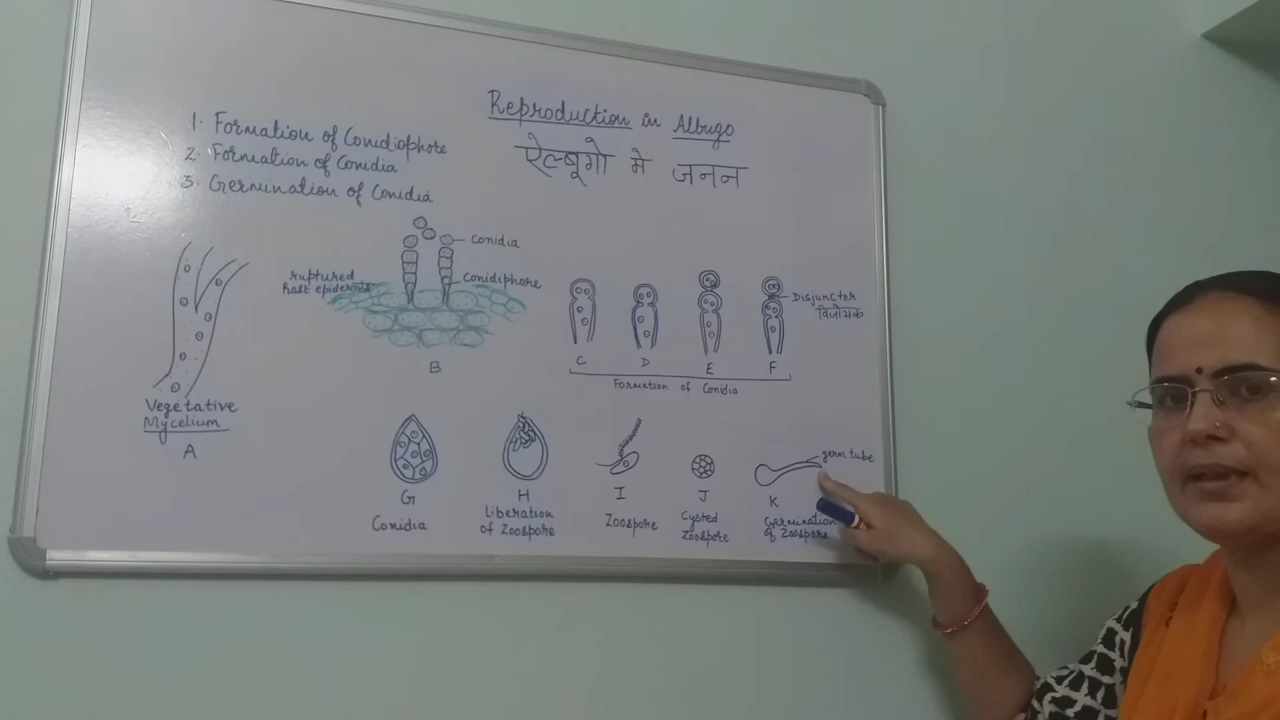 Reproduction in Albugo
ऐल्बूगो में जनन
1. Formation of Conidiophore
2. Formation of Conidia
3. Germination of Conidia
Vegetative
Mycelium
A
ruptured
host epidermis
Conidia
Conidiphore
B
Disjunctor
वियोजक
C
D
E
F
Formation of Conidia
G
Conidia
H
Liberation
of Zoospore
I
Zoospore
J
Cysted
Zoospore
germ tube
K
Germination
of Zoospore